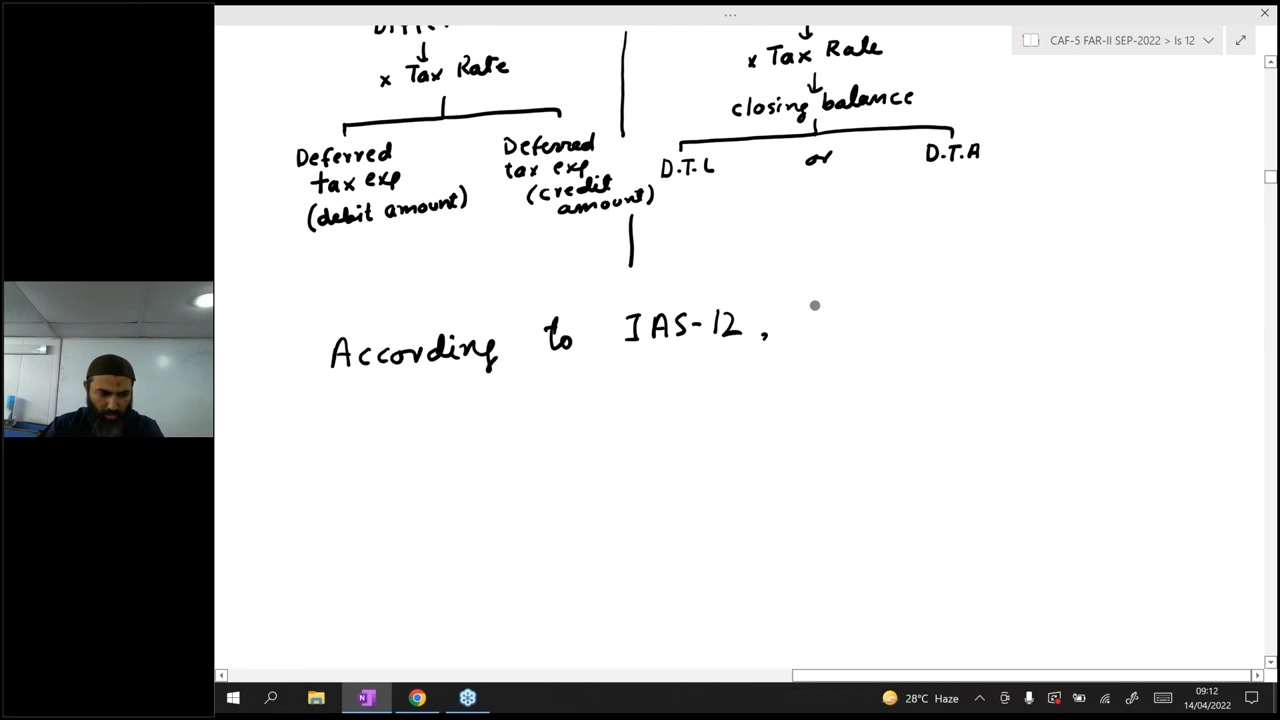 CAF-5 FAR-II SEP-2022 > Is 12
x Tax Rate
Deferred
tax exp
(debit amount)
Deferred
tax exp
(credit
amount)
x Tax Rate
closing balance
D.T.L or D.T.A
According to IAS-12,
28°C Haze
09:12
14/04/2022